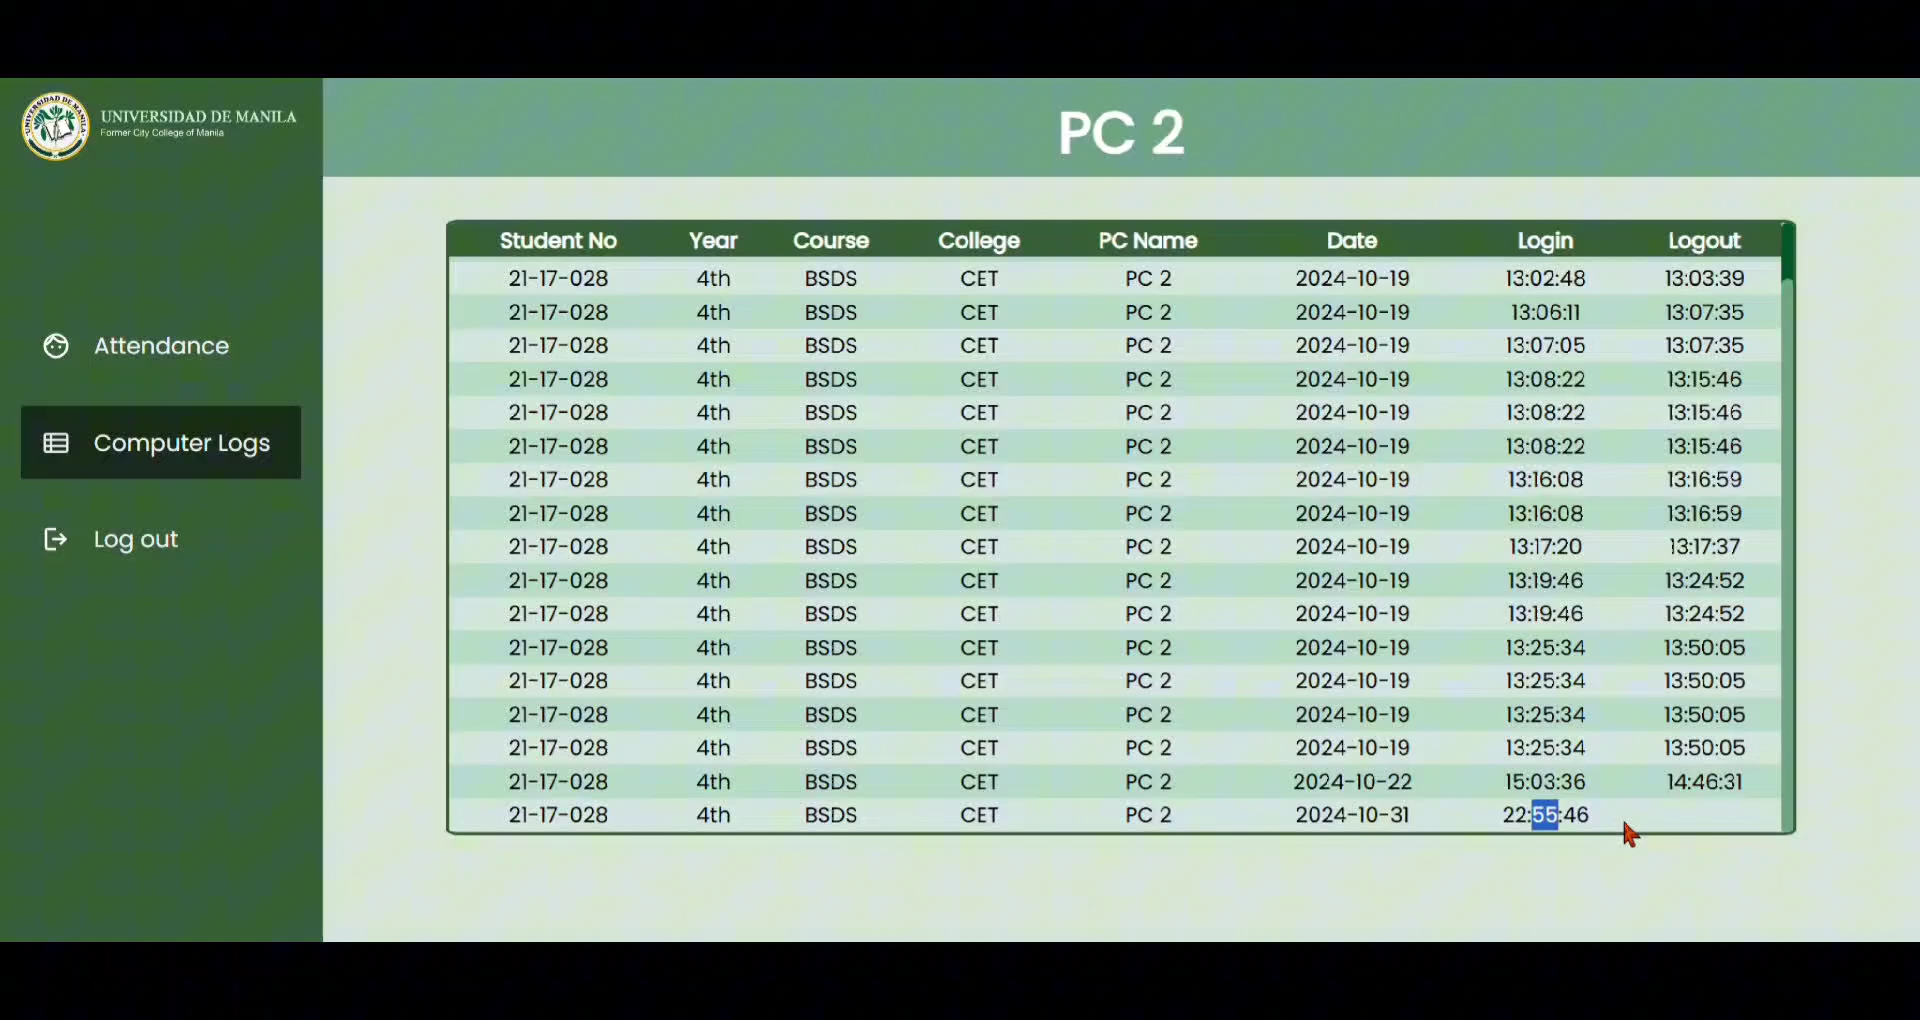 UNIVERSIDAD DE MANILA
UNIVERSIDAD DE MANILA
Former City College of Manila
PC 2
Attendance
Computer Logs
Log out
Student No Year Course College PC Name Date Login Logout
21-17-028 4th BSDS CET PC 2 2024-10-19 13:02:48 13:03:39
21-17-028 4th BSDS CET PC 2 2024-10-19 13:06:11 13:07:35
21-17-028 4th BSDS CET PC 2 2024-10-19 13:07:05 13:07:35
21-17-028 4th BSDS CET PC 2 2024-10-19 13:08:22 13:15:46
21-17-028 4th BSDS CET PC 2 2024-10-19 13:08:22 13:15:46
21-17-028 4th BSDS CET PC 2 2024-10-19 13:08:22 13:15:46
21-17-028 4th BSDS CET PC 2 2024-10-19 13:16:08 13:16:59
21-17-028 4th BSDS CET PC 2 2024-10-19 13:16:08 13:16:59
21-17-028 4th BSDS CET PC 2 2024-10-19 13:17:20 13:17:37
21-17-028 4th BSDS CET PC 2 2024-10-19 13:19:46 13:24:52
21-17-028 4th BSDS CET PC 2 2024-10-19 13:19:46 13:24:52
21-17-028 4th BSDS CET PC 2 2024-10-19 13:25:34 13:50:05
21-17-028 4th BSDS CET PC 2 2024-10-19 13:25:34 13:50:05
21-17-028 4th BSDS CET PC 2 2024-10-19 13:25:34 13:50:05
21-17-028 4th BSDS CET PC 2 2024-10-19 13:25:34 13:50:05
21-17-028 4th BSDS CET PC 2 2024-10-22 15:03:36 14:46:31
21-17-028 4th BSDS CET PC 2 2024-10-31 22:55:46